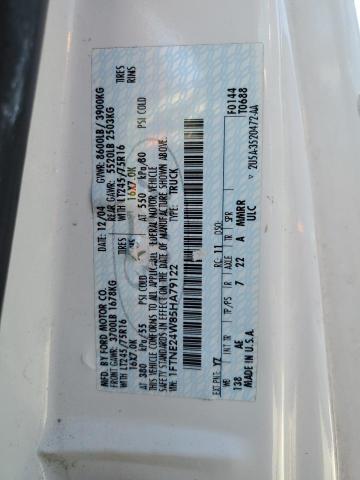 MFD. BY FORD MOTOR CO.
DATE: 12/04 GVWR: 8600LB / 3900KG
FRONT GAWR: 3700LB 1678KG REAR GAWR: 5520LB 2503KG
WITH LT245/75R16 TIRES WITH LT245/75R16 TIRES
16X7.0K RIMS 16X7.0K RINS
AT 380 kPa/55 PSI COLD AT 550 kPa/80 PSI COLD
THIS VEHICLE CONFORMS TO ALL APPLICABLE FEDERAL MOTOR VEHICLE
SAFETY STANDARDS IN EFFECT ON THE DATE OF MANUFACTURE SHOWN ABOVE.
VIN: 1FTNE24W85HA79122
TYPE: TRUCK
F0144
T0688
EXT PNT: YZ RC: 11 DSO:
WB INT TR TP/PS R AXLE TR SPR
138 AE 7 22 A MMRR
MADE IN U.S.A. ULC
2U5A-3520472-AA